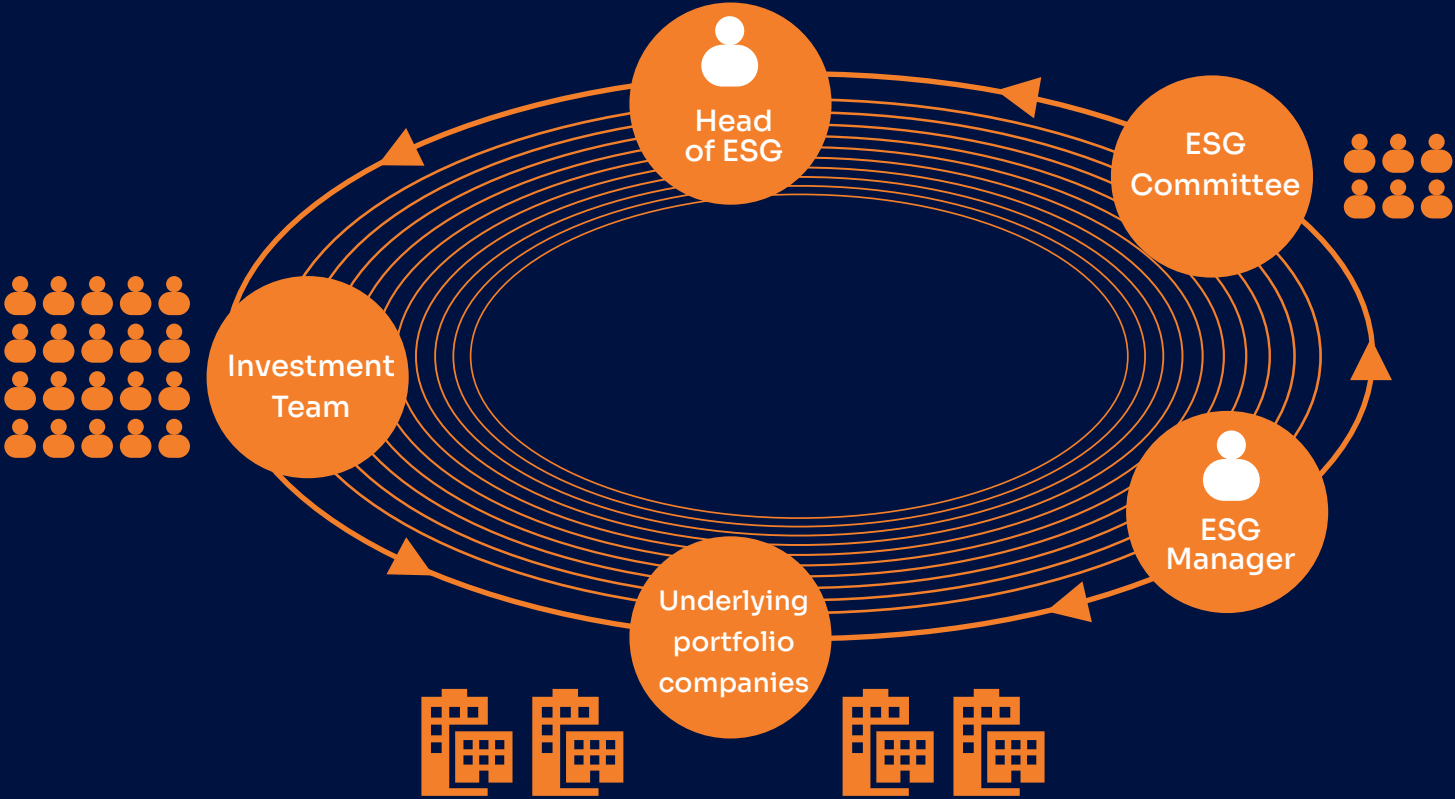 Head
of ESG
ESG
Committee
Investment
Team
ESG
Manager
Underlying
portfolio
companies